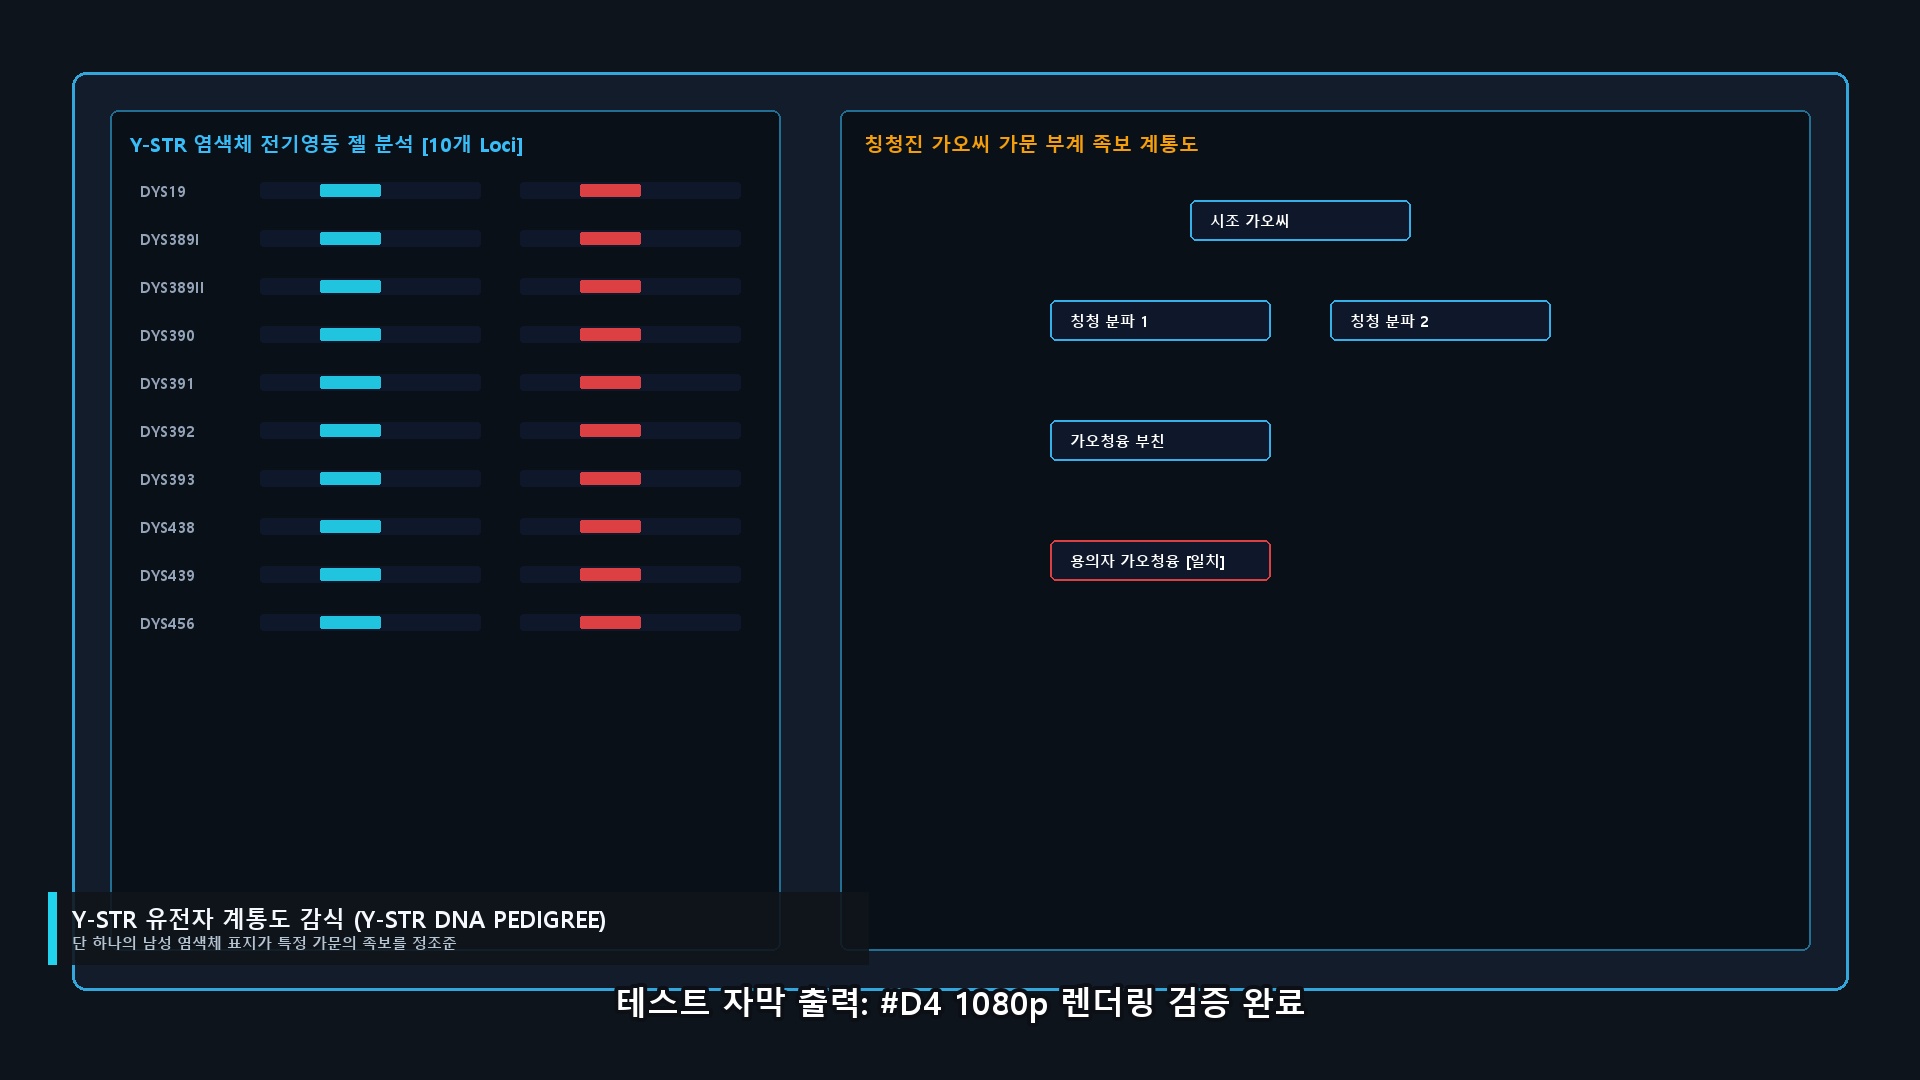 Y-STR 염색체 전기영동 젤 분석 [10개 Loci]
DYS19
DYS389I
DYS389II
DYS390
DYS391
DYS392
DYS393
DYS438
DYS439
DYS456
칭청진 가오씨 가문 부계 족보 계통도
시조 가오씨
칭청 분파 1
칭청 분파 2
가오청융 부친
용의자 가오청융 [일치]
Y-STR 유전자 계통도 감식 (Y-STR DNA PEDIGREE)
단 하나의 남성 염색체 표지가 특정 가문의 족보를 정조준
테스트 자막 출력: #D4 1080p 렌더링 검증 완료